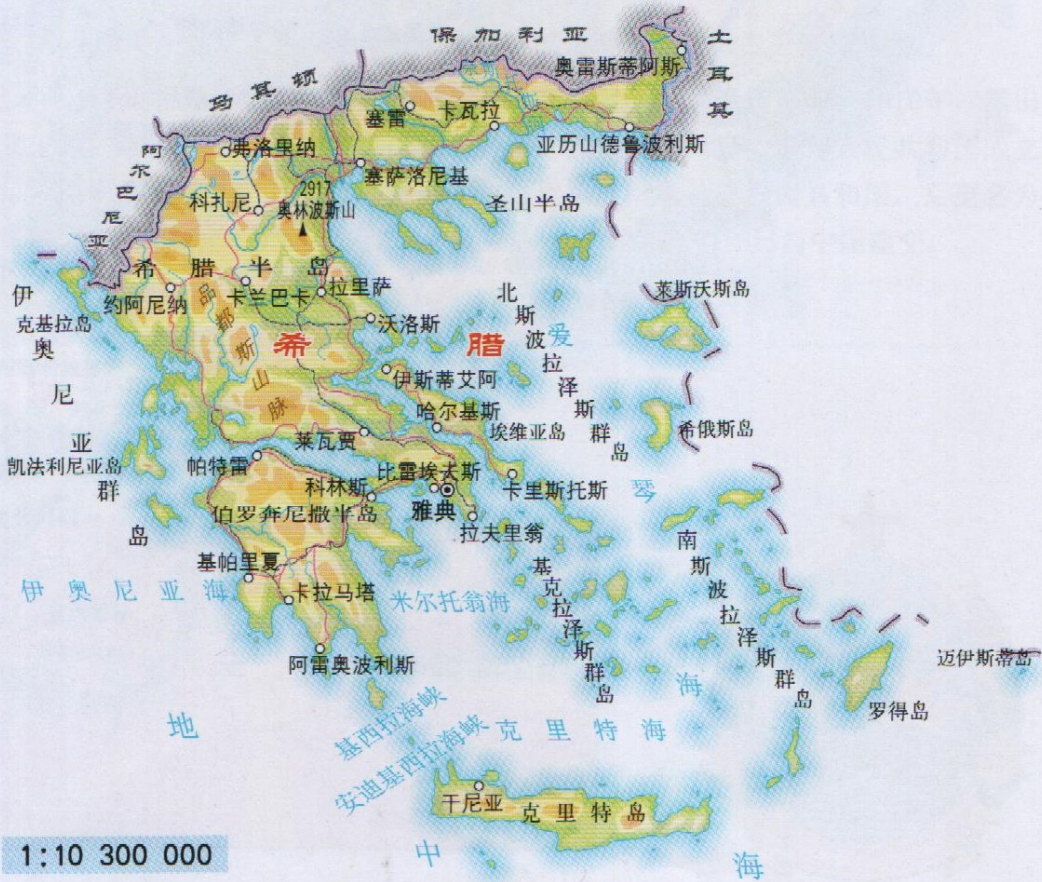 保加利亚
土耳其
奥雷斯蒂阿斯
马其顿
塞雷
卡瓦拉
亚历山德鲁波利斯
阿尔巴尼亚
弗洛里纳
塞萨洛尼基
2917
奥林波斯山
科扎尼
圣山半岛
希腊半岛
约阿尼纳
卡兰巴卡
拉里萨
莱斯沃斯岛
克基拉岛
伊奥尼亚群岛
品都斯山脉
沃洛斯
北斯波拉泽斯群岛
希腊
爱琴海
伊斯蒂艾阿
哈尔基斯
埃维亚岛
希俄斯岛
莱瓦贾
凯法利尼亚岛
帕特雷
比雷埃夫斯
科林斯
卡里斯托斯
雅典
伯罗奔尼撒半岛
拉夫里翁
南斯波拉泽斯群岛
基帕里夏
基克拉泽斯群岛
伊奥尼亚海
卡拉马塔
米尔托翁海
阿雷奥波利斯
迈伊斯蒂岛
罗得岛
基西拉海峡
克里特海
安迪基西拉海峡
干尼亚
克里特岛
地中海
1:10 300 000